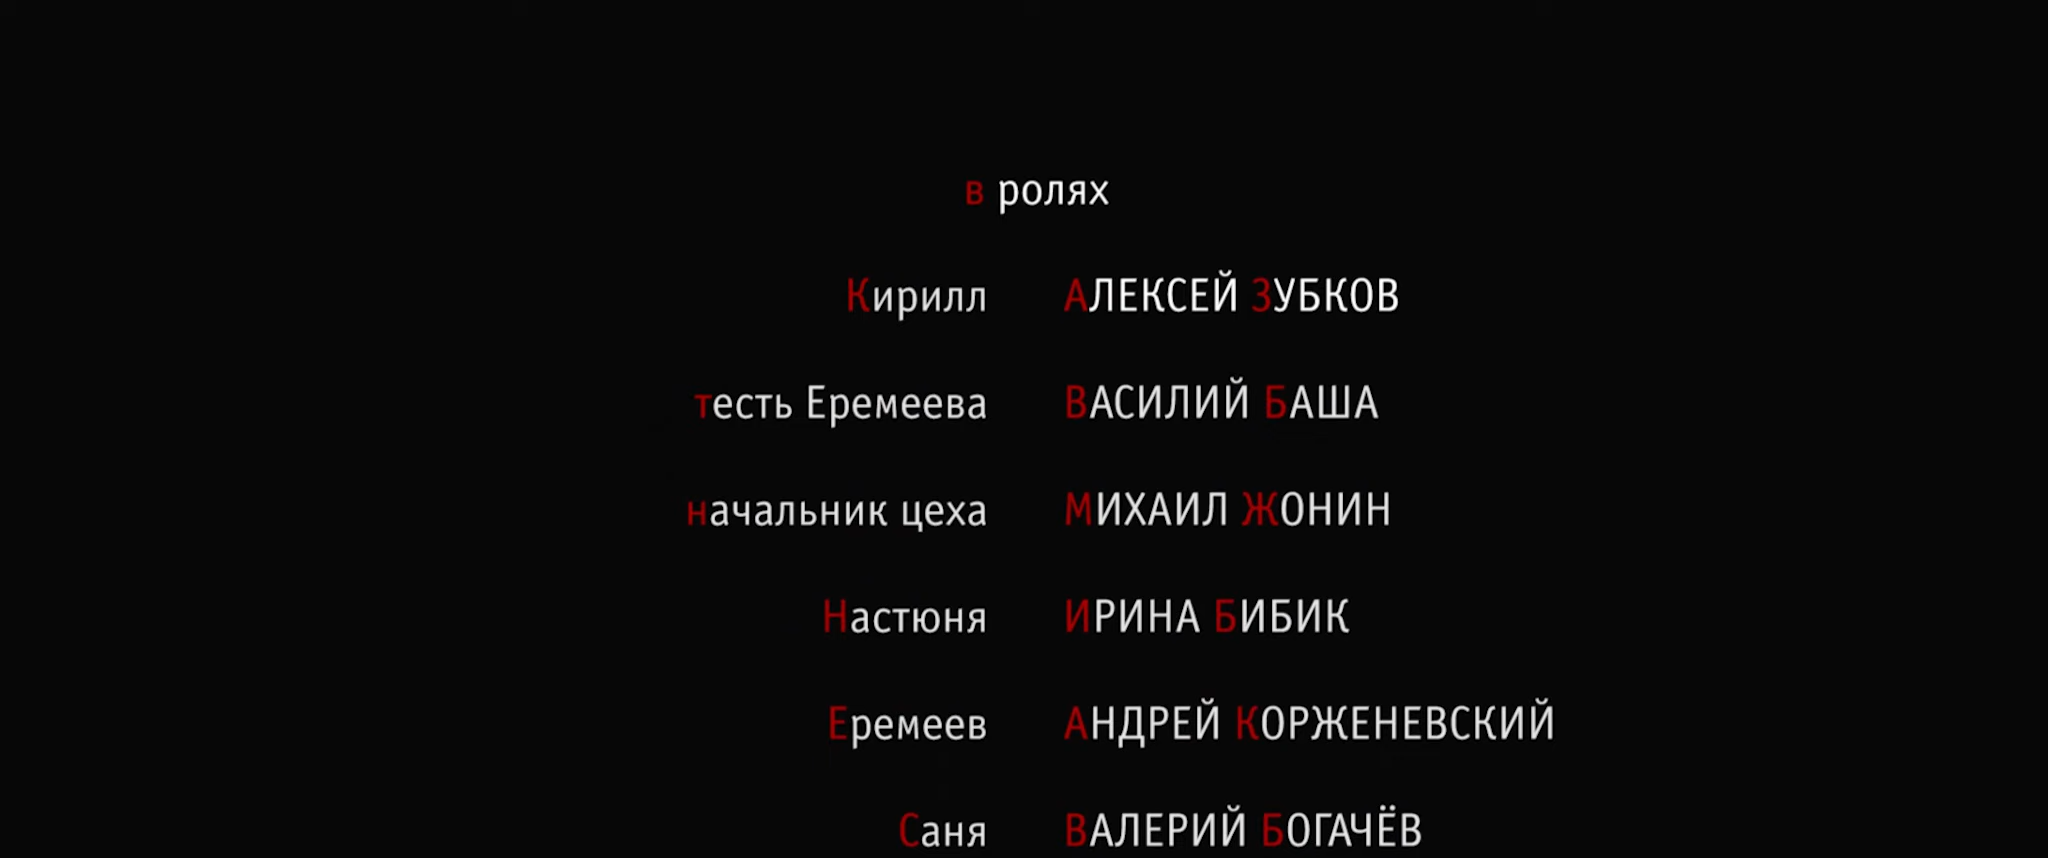 в ролях
Кирилл АЛЕКСЕЙ ЗУБКОВ
тесть Еремеева ВАСИЛИЙ БАША
начальник цеха МИХАИЛ ЖОНИН
Настюня ИРИНА БИБИК
Еремеев АНДРЕЙ КОРЖЕНЕВСКИЙ
Саня ВАЛЕРИЙ БОГАЧЁВ